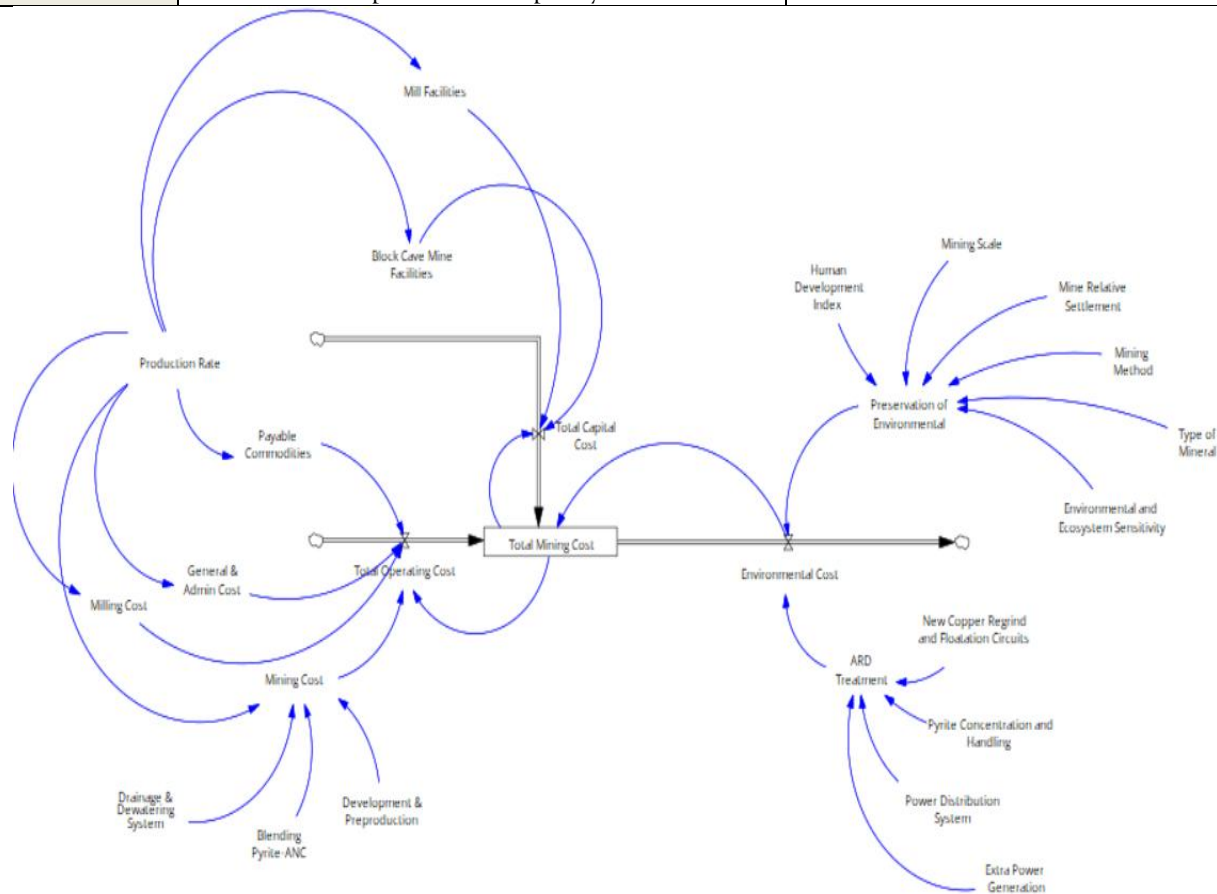 Mill Facilities
Block Cave Mine
Facilities
Mining Scale
Human
Development
Index
Mine Relative
Settlement
Mining
Method
Production Rate
Preservation of
Environmental
Type of
Mineral
Payable
Commodities
Total Capital
Cost
Environmental and
Ecosystem Sensitivity
Total Mining Cost
Total Operating Cost
Environmental Cost
General &
Admin Cost
Milling Cost
New Copper Regrind
and Floatation Circuits
ARD
Treatment
Mining Cost
Pyrite Concentration and
Handling
Drainage &
Dewatering
System
Development &
Preproduction
Power Distribution
System
Blending
Pyrite-ANC
Extra Power
Generation